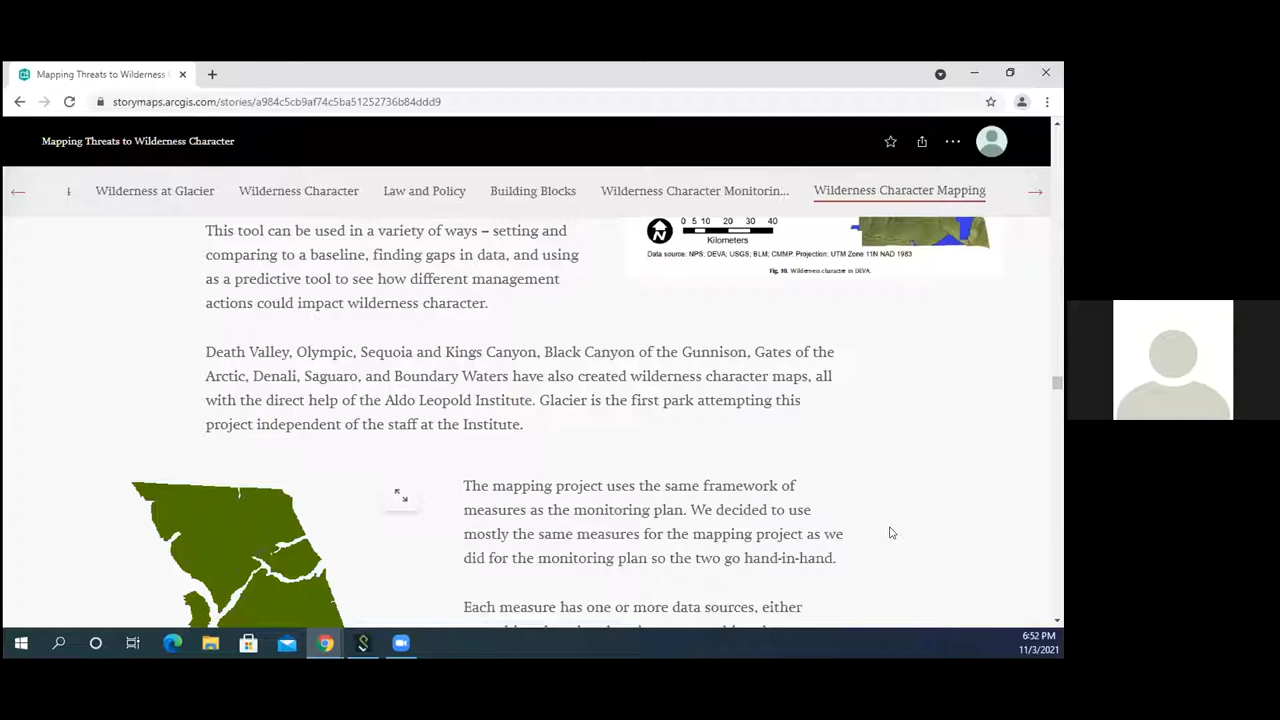 Mapping Threats to Wilderness
storymaps.arcgis.com/stories/a984c5cb9af74c5ba51252736b84ddd9
Mapping Threats to Wilderness Character
Wilderness at Glacier Wilderness Character Law and Policy Building Blocks Wilderness Character Monitorin... Wilderness Character Mapping
This tool can be used in a variety of ways – setting and
comparing to a baseline, finding gaps in data, and using
as a predictive tool to see how different management
actions could impact wilderness character.
0 5 10 20 30 40
Kilometers
Data source: NPS; DEVA; USGS; BLM; CMMP. Projection: UTM Zone 11N NAD 1983
Fig. 10. Wilderness character in DEVA.
Death Valley, Olympic, Sequoia and Kings Canyon, Black Canyon of the Gunnison, Gates of the
Arctic, Denali, Saguaro, and Boundary Waters have also created wilderness character maps, all
with the direct help of the Aldo Leopold Institute. Glacier is the first park attempting this
project independent of the staff at the Institute.
The mapping project uses the same framework of
measures as the monitoring plan. We decided to use
mostly the same measures for the mapping project as we
did for the monitoring plan so the two go hand-in-hand.
Each measure has one or more data sources, either
6:52 PM
11/3/2021